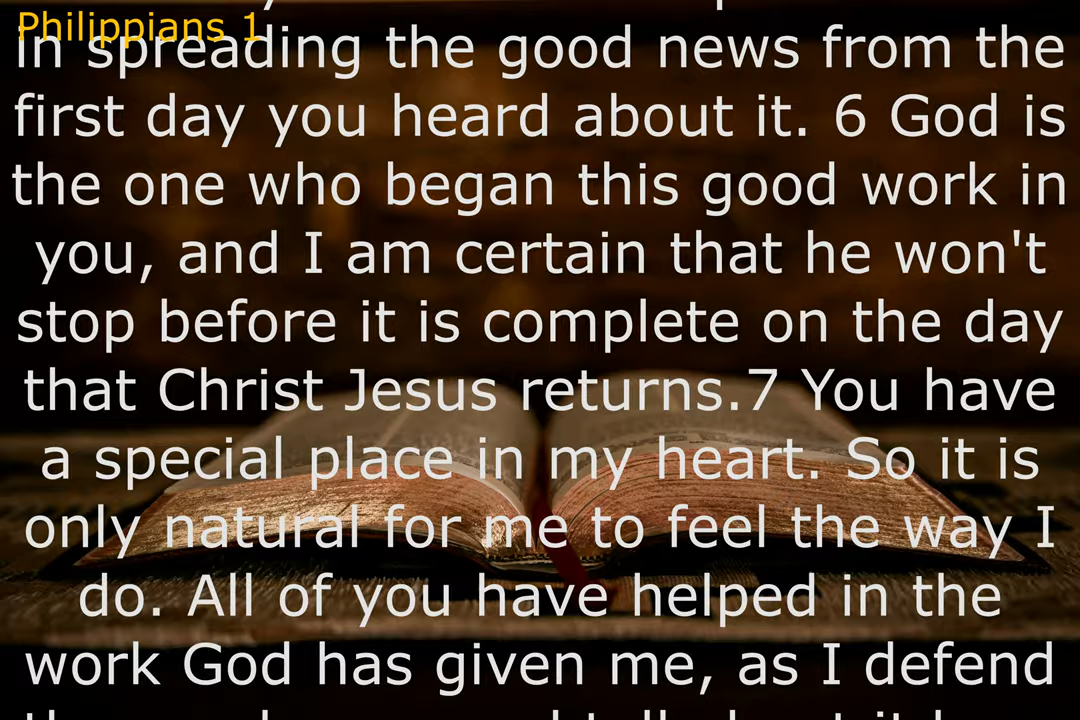 Philippians 1
in spreading the good news from the
first day you heard about it. 6 God is
the one who began this good work in
you, and I am certain that he won't
stop before it is complete on the day
that Christ Jesus returns.7 You have
a special place in my heart. So it is
only natural for me to feel the way I
do. All of you have helped in the
work God has given me, as I defend